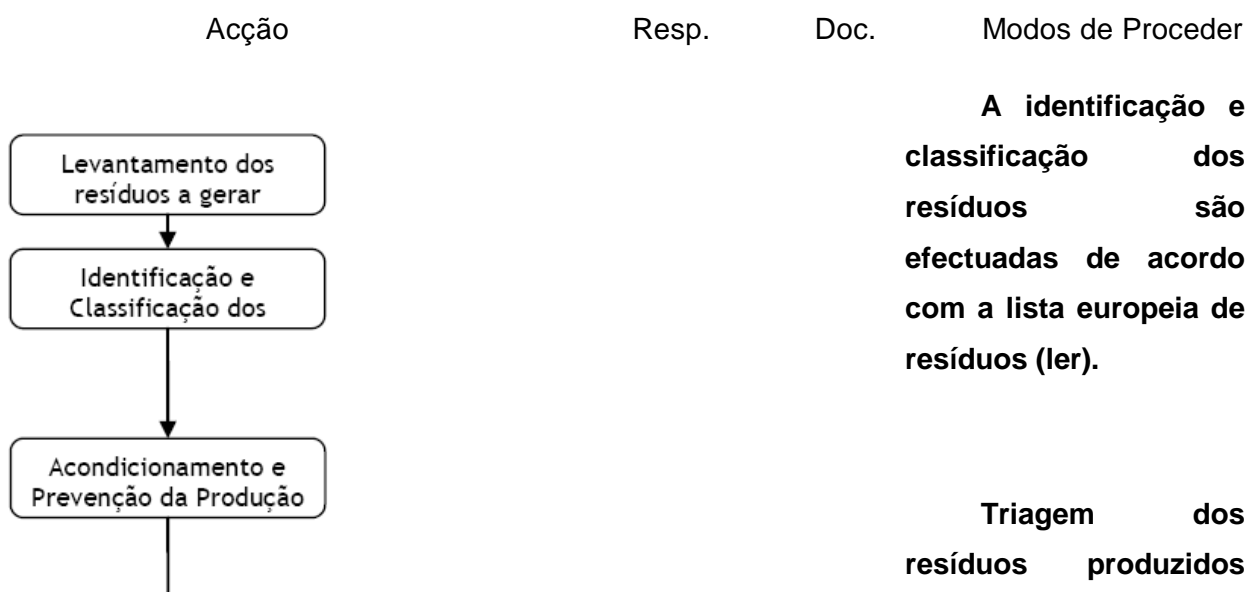 Acção Resp. Doc. Modos de Proceder
Levantamento dos
resíduos a gerar
Identificação e
Classificação dos
Acondicionamento e
Prevenção da Produção
A identificação e
classificação dos
resíduos são
efectuadas de acordo
com a lista europeia de
resíduos (ler).
Triagem dos
resíduos produzidos